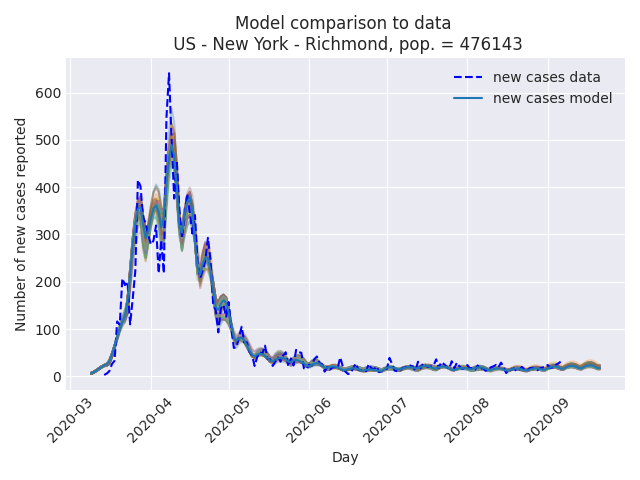 Model comparison to data
US - New York - Richmond, pop. = 476143
new cases data
new cases model
Number of new cases reported
600
500
400
300
200
100
0
2020-03
2020-04
2020-05
2020-06
2020-07
2020-08
2020-09
Day